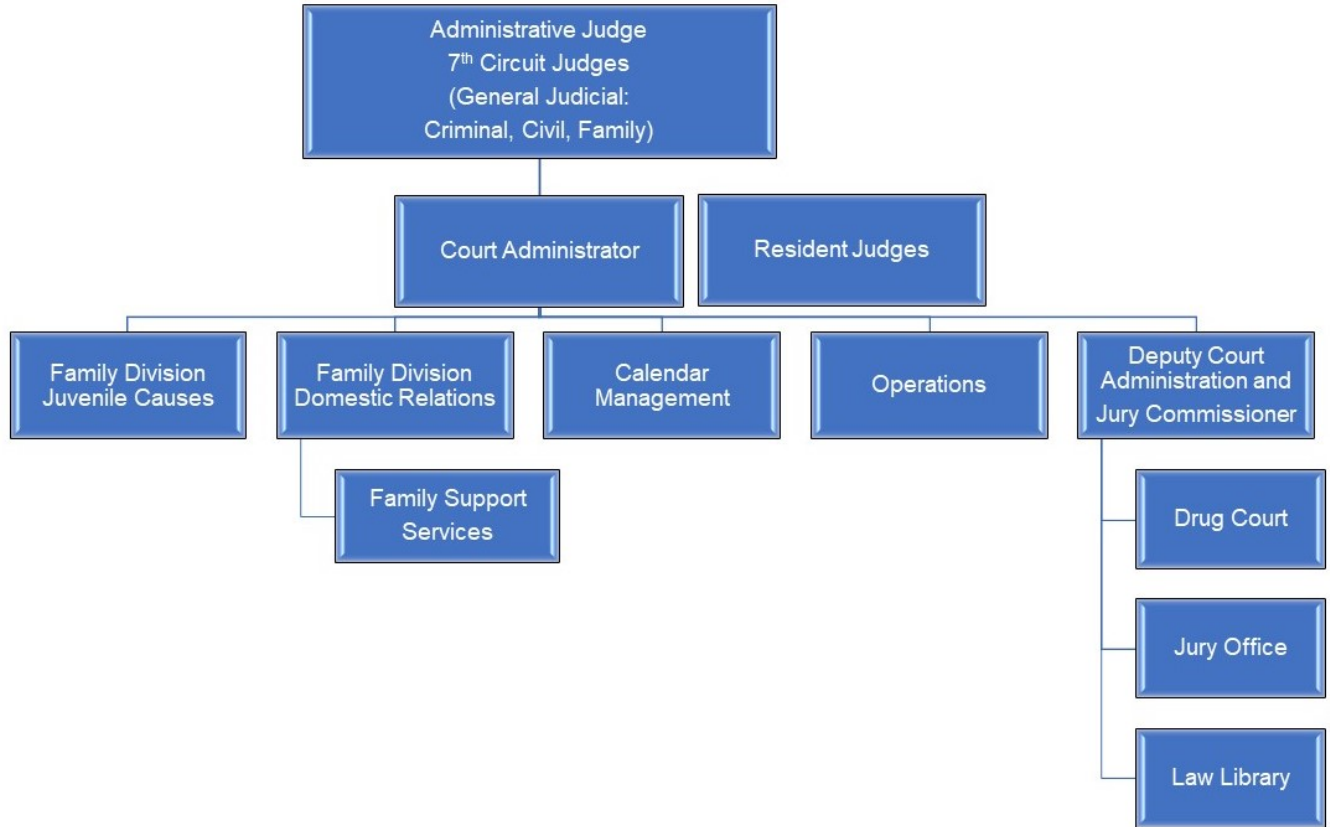 Administrative Judge
7th Circuit Judges
(General Judicial:
Criminal, Civil, Family)
Court Administrator
Resident Judges
Family Division
Juvenile Causes
Family Division
Domestic Relations
Calendar
Management
Operations
Deputy Court
Administration and
Jury Commissioner
Family Support
Services
Drug Court
Jury Office
Law Library